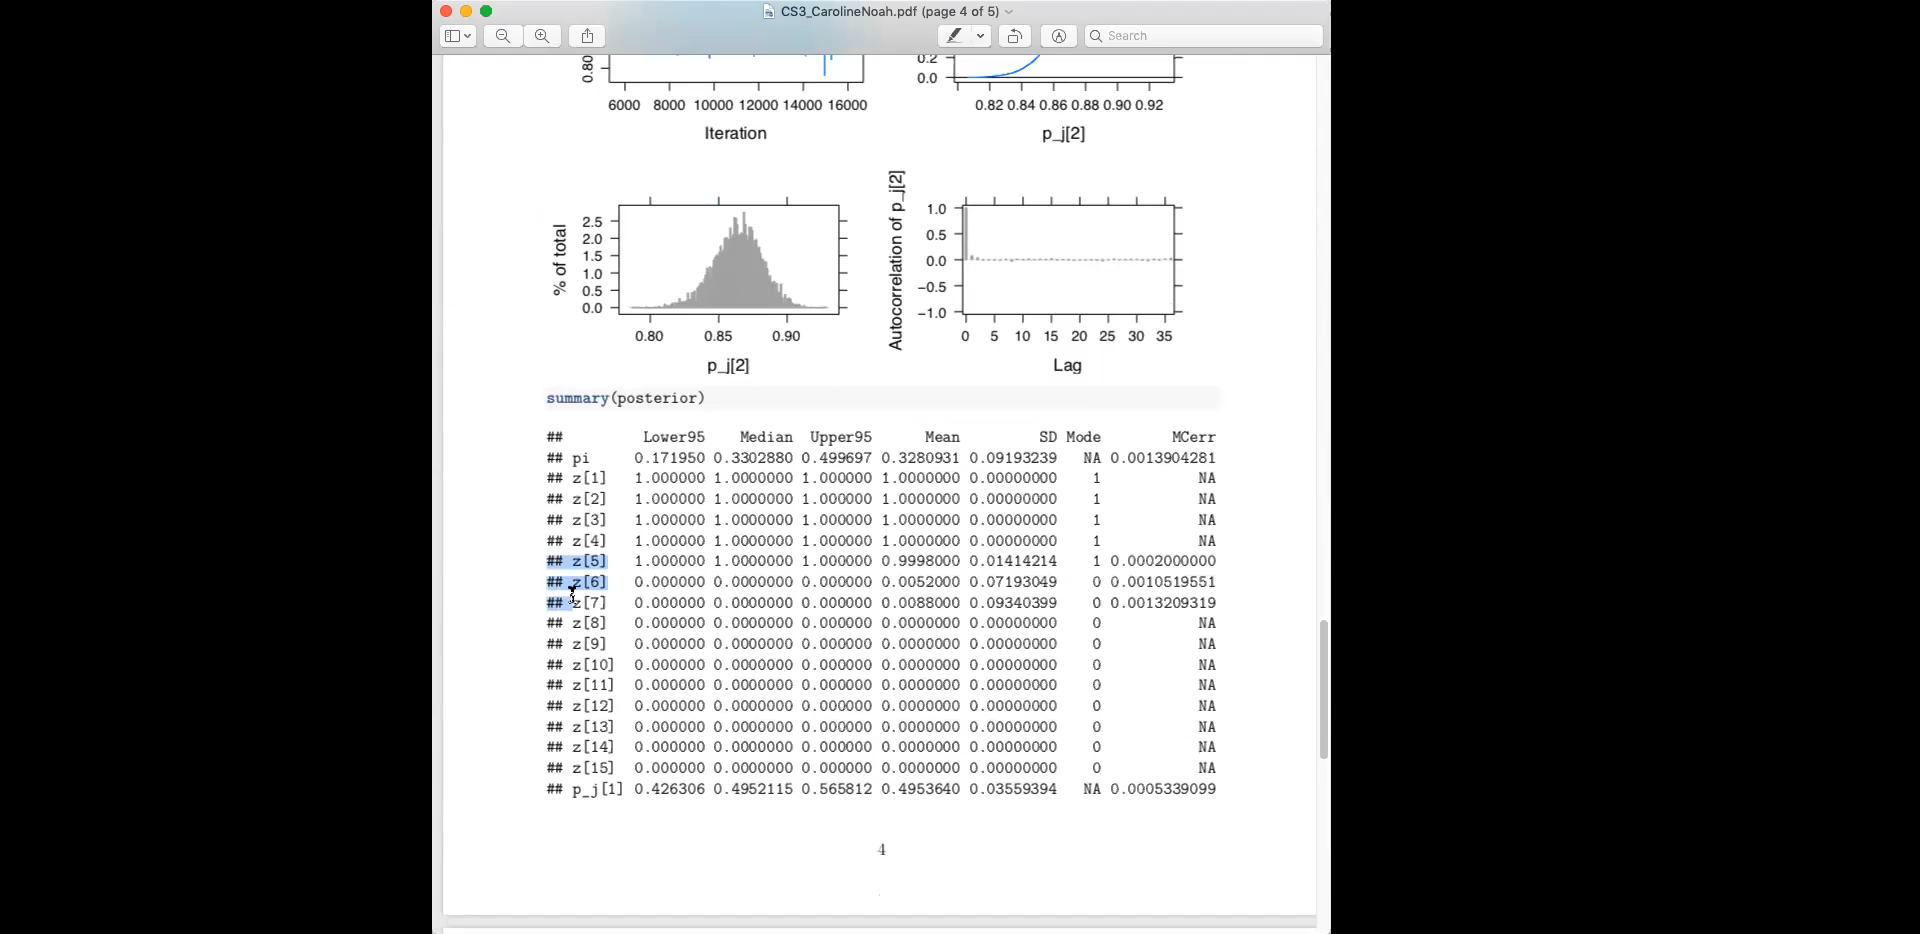 CS3_CarolineNoah.pdf (page 4 of 5)
Search
0.80
6000 8000 10000 12000 14000 16000
Iteration
0.2
0.0
0.82 0.84 0.86 0.88 0.90 0.92
p_j[2]
% of total
2.5
2.0
1.5
1.0
0.5
0.0
0.80 0.85 0.90
p_j[2]
Autocorrelation of p_j[2]
1.0
0.5
0.0
−0.5
−1.0
0 5 10 15 20 25 30 35
Lag
summary(posterior)
## Lower95 Median Upper95 Mean SD Mode MCerr
## pi 0.171950 0.3302880 0.499697 0.3280931 0.09193239 NA 0.0013904281
## z[1] 1.000000 1.0000000 1.000000 1.0000000 0.00000000 1 NA
## z[2] 1.000000 1.0000000 1.000000 1.0000000 0.00000000 1 NA
## z[3] 1.000000 1.0000000 1.000000 1.0000000 0.00000000 1 NA
## z[4] 1.000000 1.0000000 1.000000 1.0000000 0.00000000 1 NA
## z[5] 1.000000 1.0000000 1.000000 0.9998000 0.01414214 1 0.0002000000
## z[6] 0.000000 0.0000000 0.000000 0.0052000 0.07193049 0 0.0010519551
## z[7] 0.000000 0.0000000 0.000000 0.0088000 0.09340399 0 0.0013209319
## z[8] 0.000000 0.0000000 0.000000 0.0000000 0.00000000 0 NA
## z[9] 0.000000 0.0000000 0.000000 0.0000000 0.00000000 0 NA
## z[10] 0.000000 0.0000000 0.000000 0.0000000 0.00000000 0 NA
## z[11] 0.000000 0.0000000 0.000000 0.0000000 0.00000000 0 NA
## z[12] 0.000000 0.0000000 0.000000 0.0000000 0.00000000 0 NA
## z[13] 0.000000 0.0000000 0.000000 0.0000000 0.00000000 0 NA
## z[14] 0.000000 0.0000000 0.000000 0.0000000 0.00000000 0 NA
## z[15] 0.000000 0.0000000 0.000000 0.0000000 0.00000000 0 NA
## p_j[1] 0.426306 0.4952115 0.565812 0.4953640 0.03559394 NA 0.0005339099
4